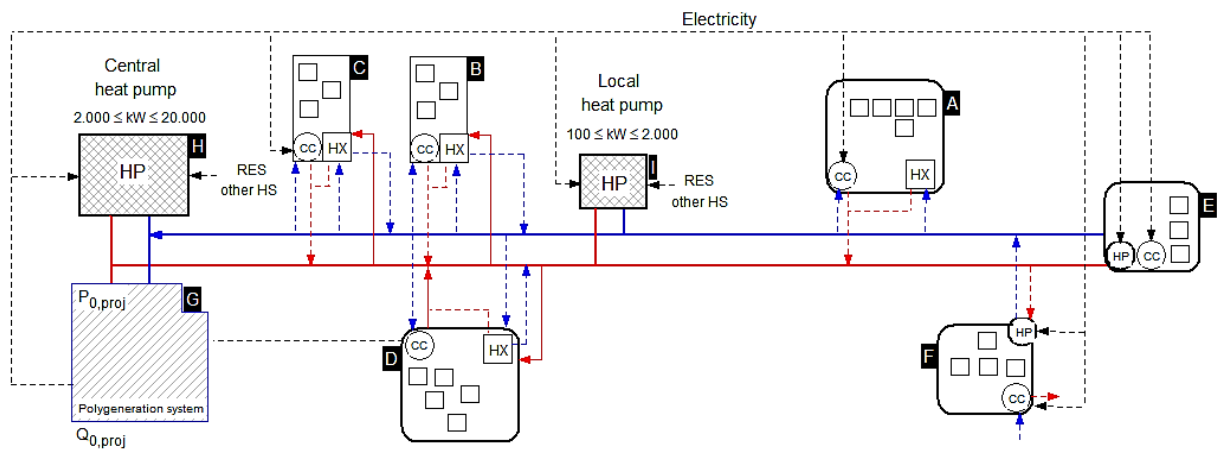 Electricity
Central
heat pump
2.000 ≤ kW ≤ 20.000
H
HP
RES
other HS
C
CC
HX
B
CC
HX
Local
heat pump
100 ≤ kW ≤ 2.000
I
HP
RES
other HS
A
CC
HX
E
HP
CC
P0,proj
G
Polygeneration system
Q0,proj
D
CC
HX
F
HP
CC